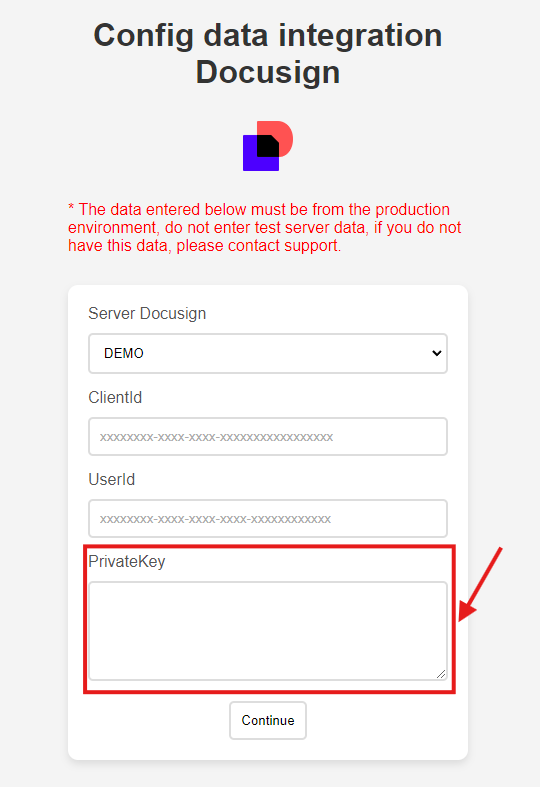 Config data integration
Docusign
* The data entered below must be from the production
environment, do not enter test server data, if you do not
have this data, please contact support.
Server Docusign
DEMO
ClientId
xxxxxxxx-xxxx-xxxx-xxxxxxxxxxxxxxxxx
UserId
xxxxxxxx-xxxx-xxxx-xxxx-xxxxxxxxxxxx
PrivateKey
Continue